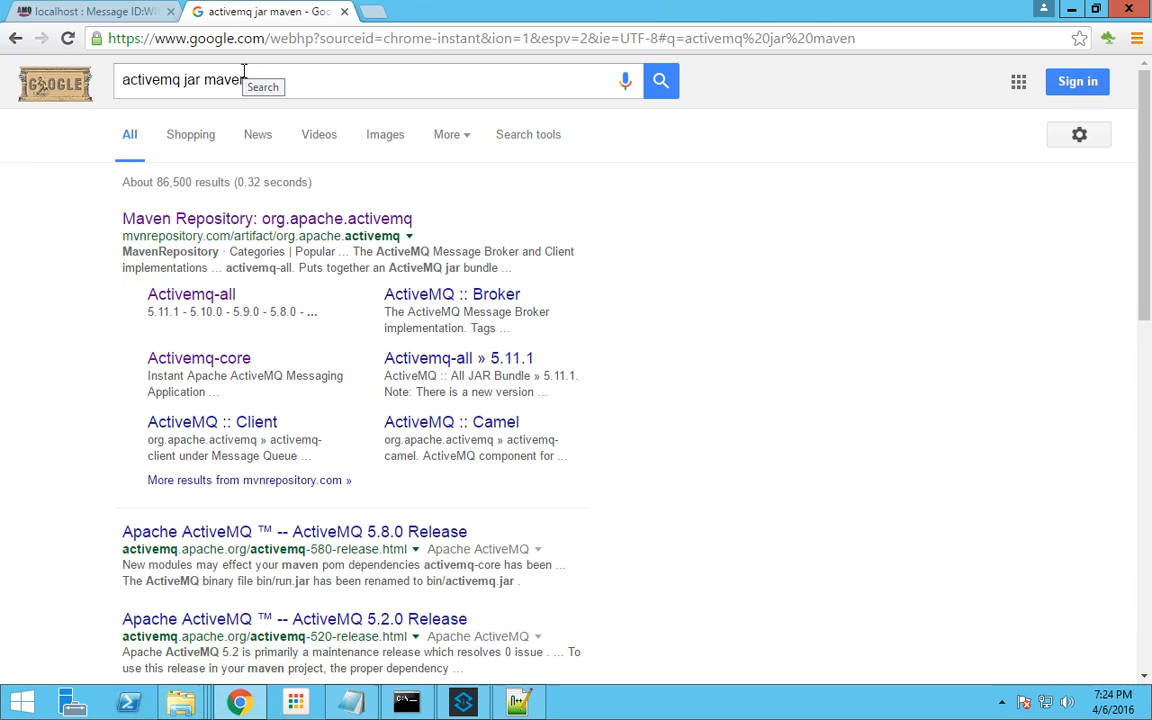 localhost : Message ID:WI
activemq jar maven - Goo
https://www.google.com/webhp?sourceid=chrome-instant&ion=1&espv=2&ie=UTF-8#q=activemq%20jar%20maven
GOOGLE
activemq jar maven
Search
Sign in
All
Shopping
News
Videos
Images
More
Search tools
About 86,500 results (0.32 seconds)
Maven Repository: org.apache.activemq
mvnrepository.com/artifact/org.apache.activemq
MavenRepository · Categories | Popular ... The ActiveMQ Message Broker and Client
implementations ... activemq-all. Puts together an ActiveMQ jar bundle ...
Activemq-all
5.11.1 - 5.10.0 - 5.9.0 - 5.8.0 - ...
ActiveMQ :: Broker
The ActiveMQ Message Broker
implementation. Tags ...
Activemq-core
Instant Apache ActiveMQ Messaging
Application ...
Activemq-all » 5.11.1
ActiveMQ :: All JAR Bundle » 5.11.1.
Note: There is a new version ...
ActiveMQ :: Client
org.apache.activemq » activemq-
client under Message Queue ...
ActiveMQ :: Camel
org.apache.activemq » activemq-
camel. ActiveMQ component for ...
More results from mvnrepository.com »
Apache ActiveMQ ™ -- ActiveMQ 5.8.0 Release
activemq.apache.org/activemq-580-release.html Apache ActiveMQ
New modules may effect your maven pom dependencies activemq-core has been ...
The ActiveMQ binary file bin/run.jar has been renamed to bin/activemq.jar .
Apache ActiveMQ ™ -- ActiveMQ 5.2.0 Release
activemq.apache.org/activemq-520-release.html Apache ActiveMQ
Apache ActiveMQ 5.2 is primarily a maintenance release which resolves 0 issue . ... To
use this release in your maven project, the proper dependency ...
7:24 PM
4/6/2016